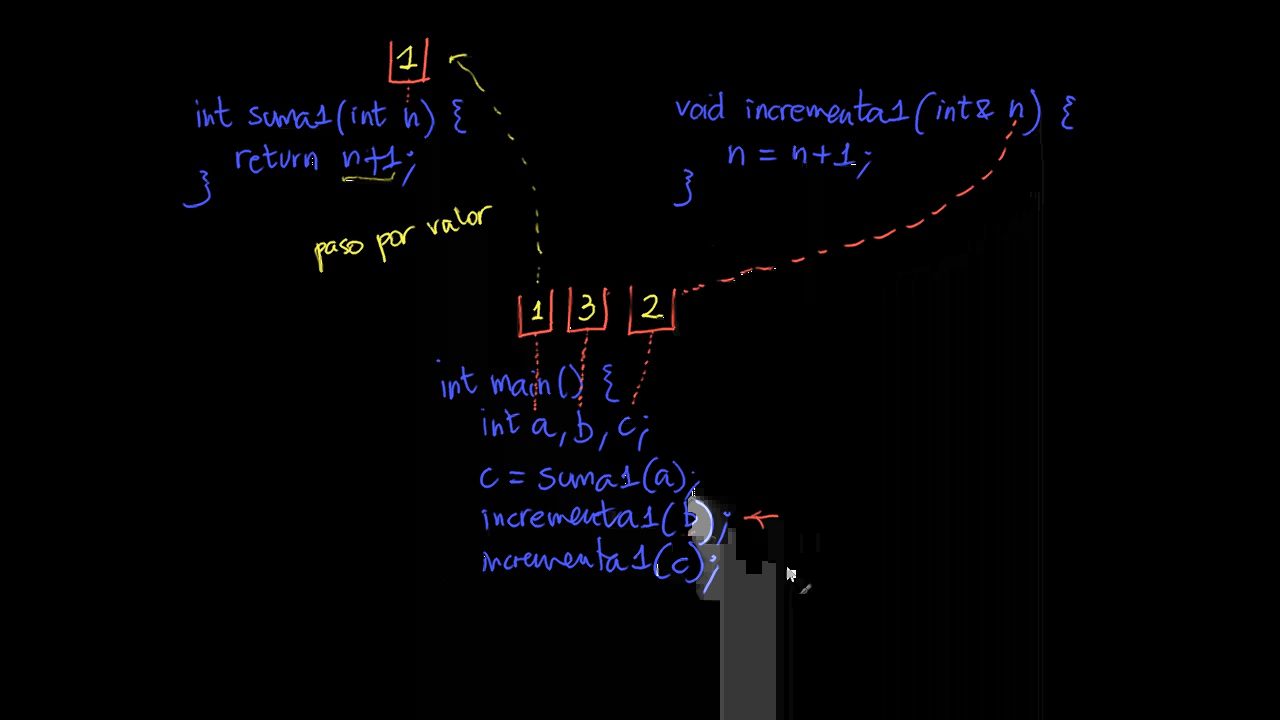 1
int suma1(int n) {
return n+1;
}
void incrementa1(int& n) {
n = n+1;
}
paso por valor
1 3 2
int main() {
int a, b, c;
c = suma1(a);
incrementa1(b);
incrementa1(c);